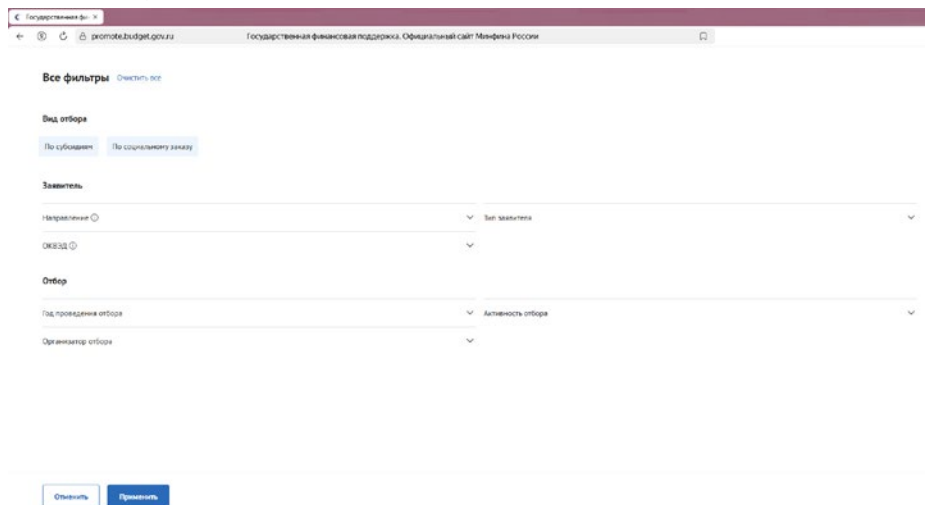 Государственная фи
promote.budget.gov.ru Государственная финансовая поддержка. Официальный сайт Минфина России
Все фильтры Очистить все
Вид отбора
По субсидиям По социальному заказу
Заявитель
Направление Тип заявителя
ОКВЭД
Отбор
Год проведения отбора Активность отбора
Организатор отбора
Отменить Применить